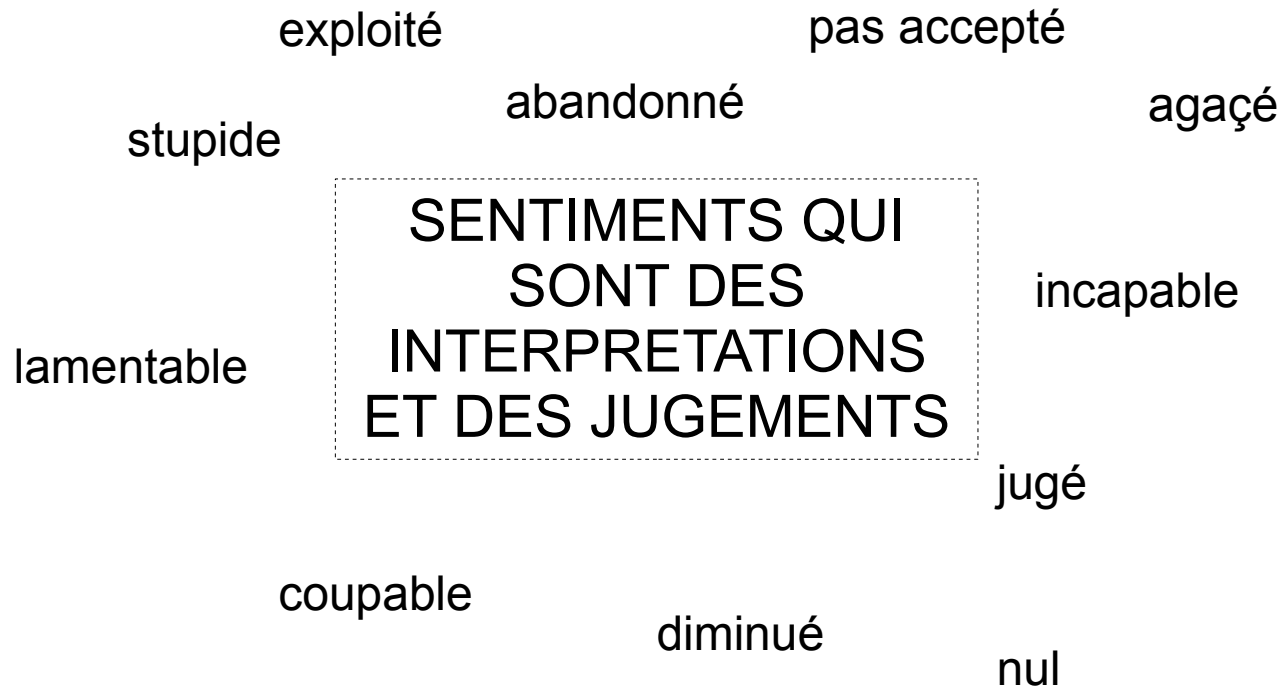 exploité
pas accepté
abandonné
agaçé
stupide
SENTIMENTS QUI
SONT DES
INTERPRETATIONS
ET DES JUGEMENTS
incapable
lamentable
jugé
coupable
diminué
nul